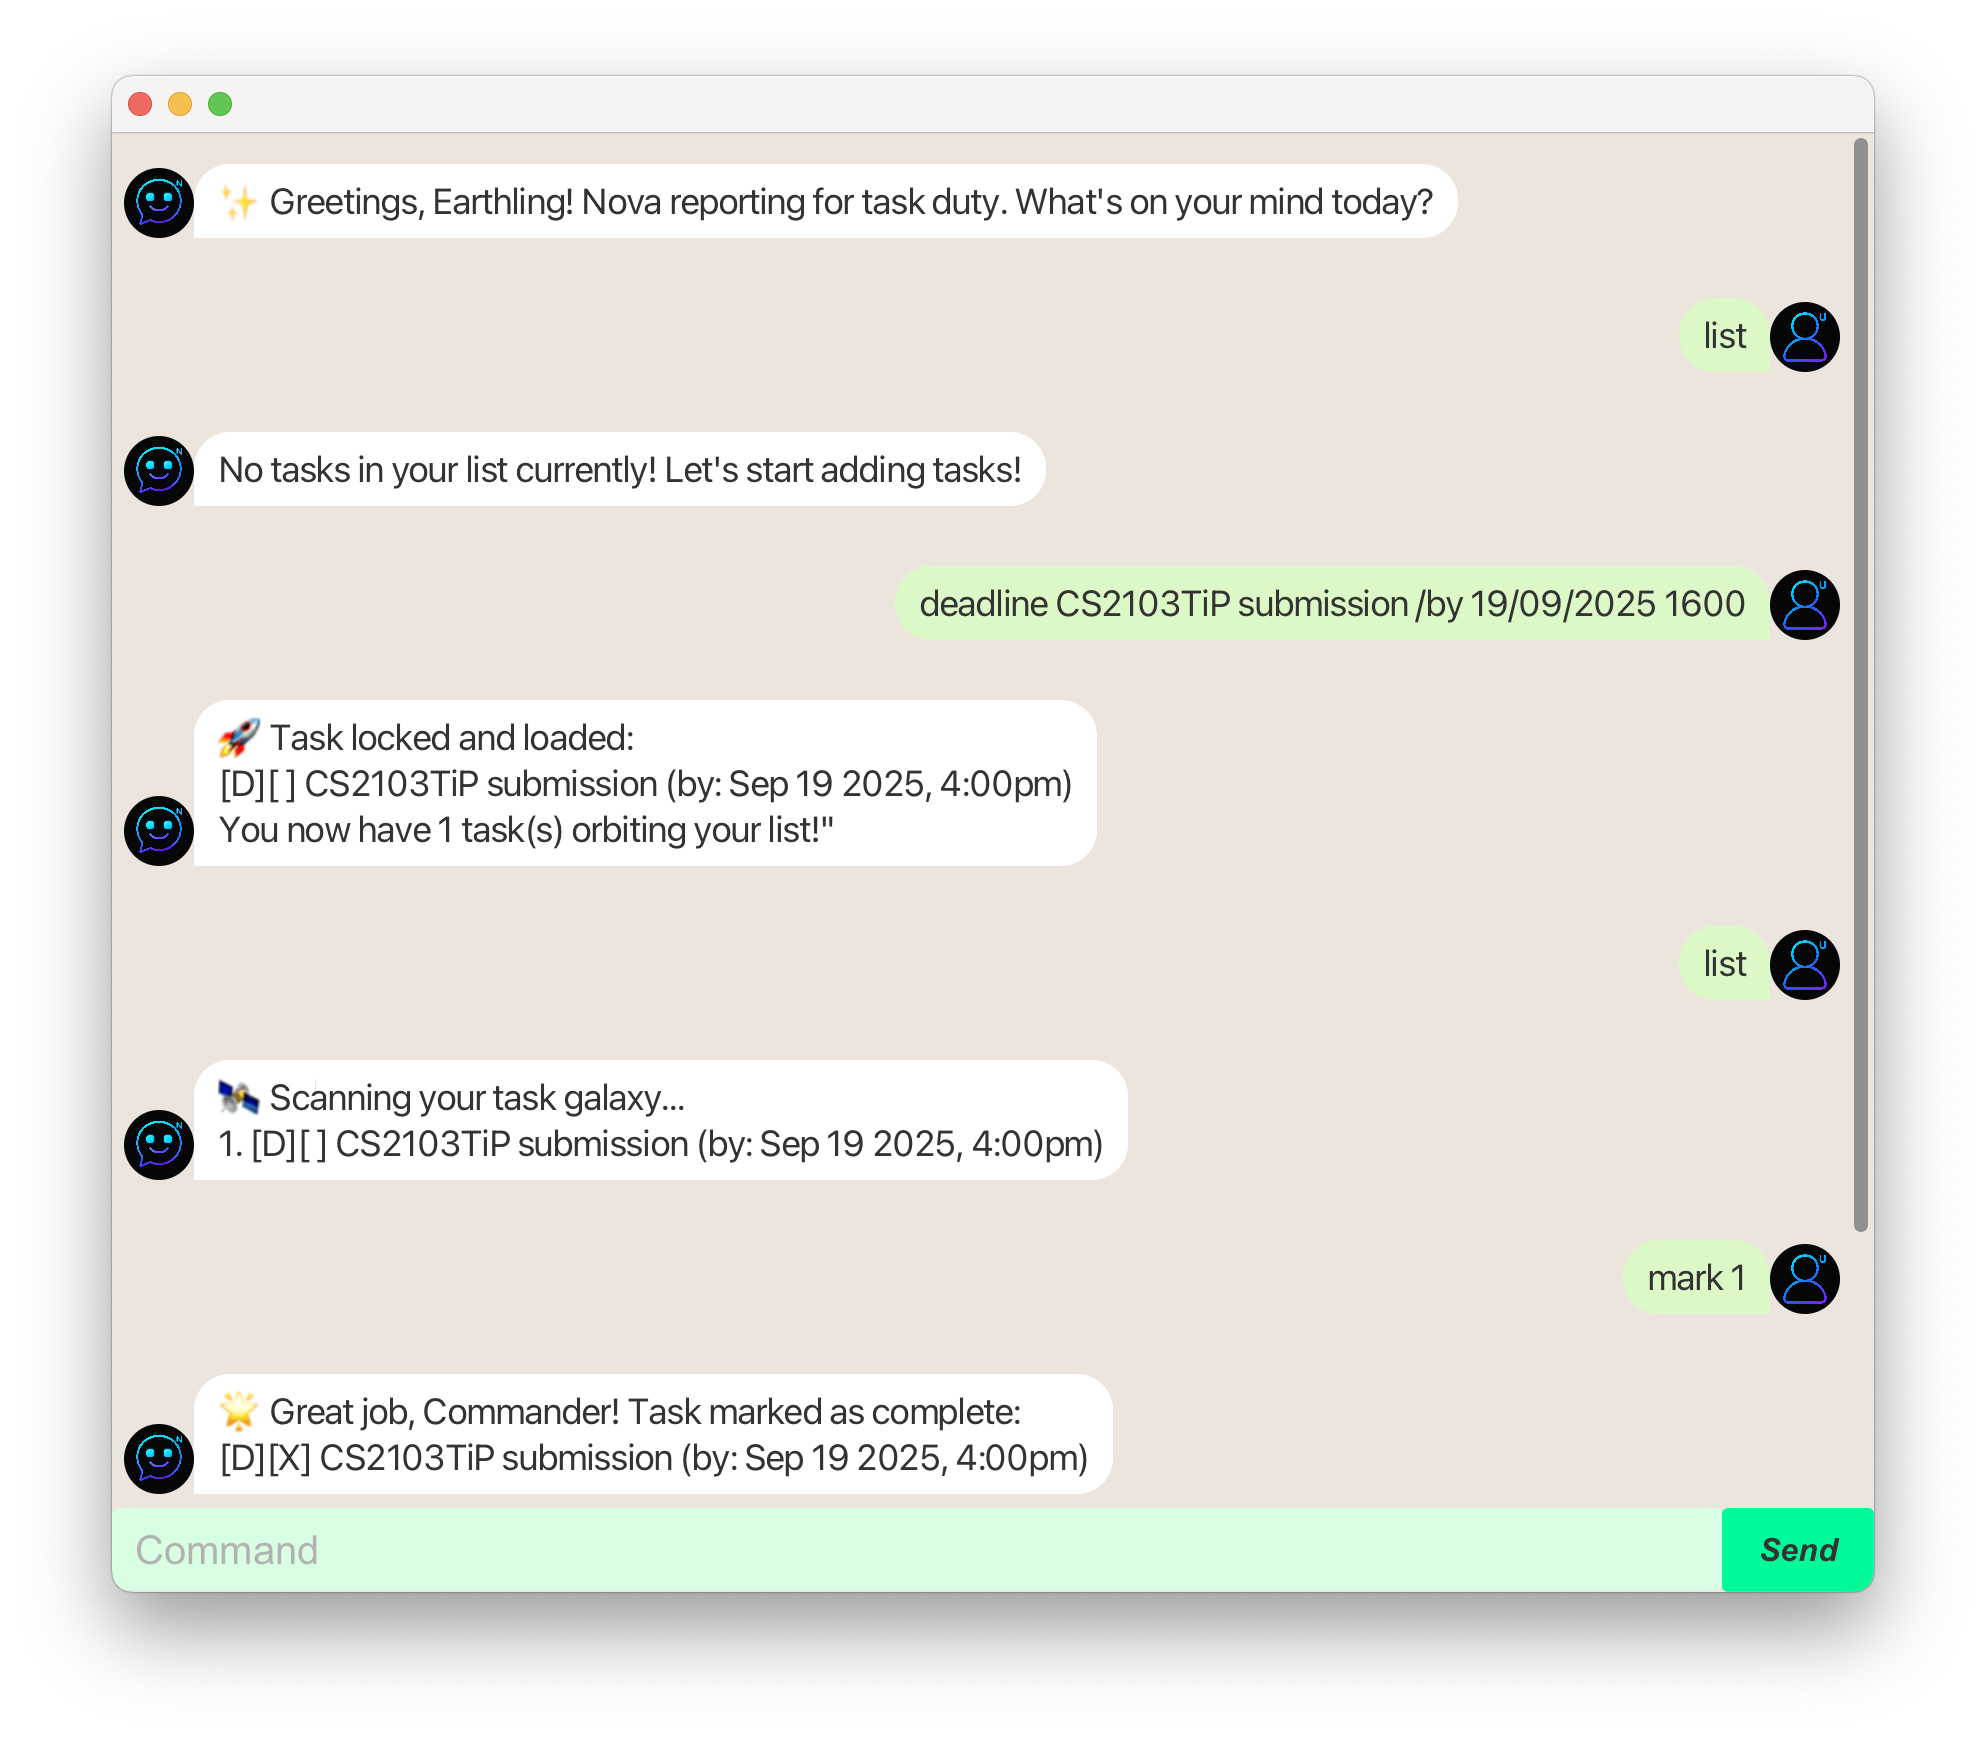 ✨ Greetings, Earthling! Nova reporting for task duty. What's on your mind today?
list
No tasks in your list currently! Let's start adding tasks!
deadline CS2103TiP submission /by 19/09/2025 1600
🚀 Task locked and loaded:
[D][ ] CS2103TiP submission (by: Sep 19 2025, 4:00pm)
You now have 1 task(s) orbiting your list!"
list
🛰 Scanning your task galaxy...
1. [D][ ] CS2103TiP submission (by: Sep 19 2025, 4:00pm)
mark 1
🌟 Great job, Commander! Task marked as complete:
[D][X] CS2103TiP submission (by: Sep 19 2025, 4:00pm)
Command
Send